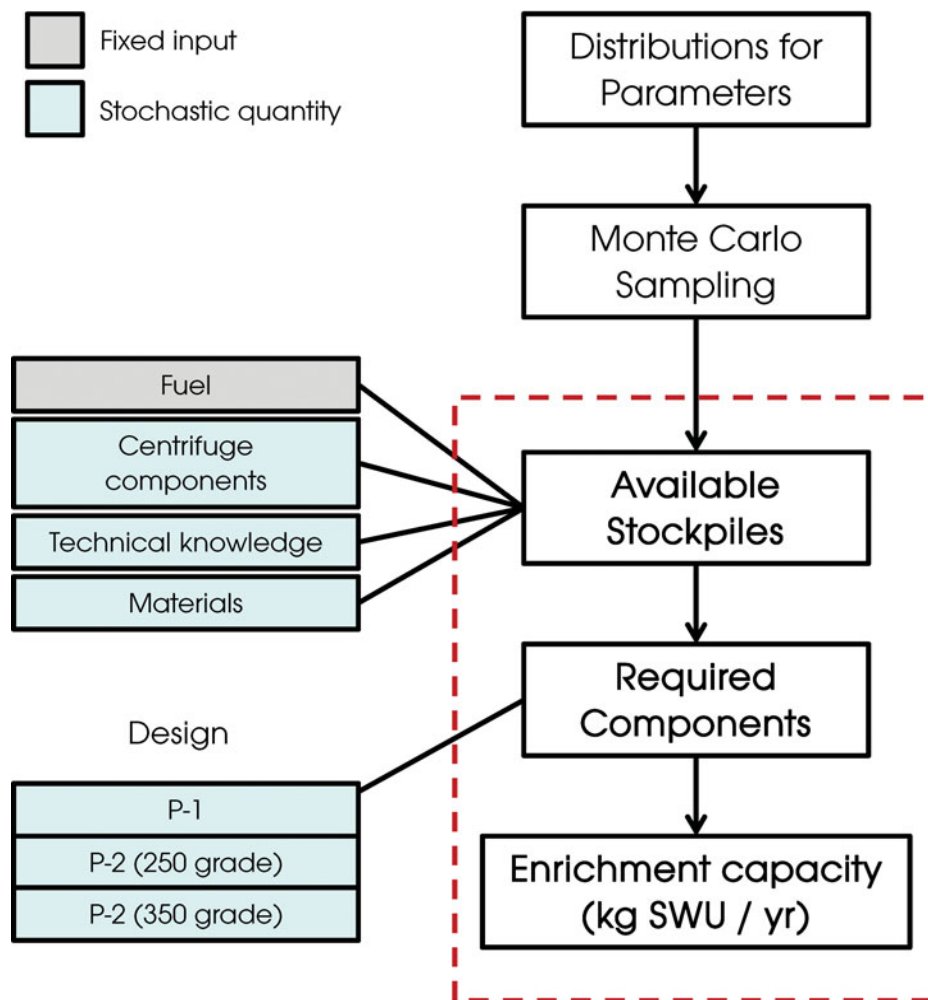 Fixed input
Stochastic quantity
Distributions for
Parameters
Monte Carlo
Sampling
Fuel
Centrifuge
components
Technical knowledge
Materials
Available
Stockpiles
Required
Components
Design
P-1
P-2 (250 grade)
P-2 (350 grade)
Enrichment capacity
(kg SWU / yr)